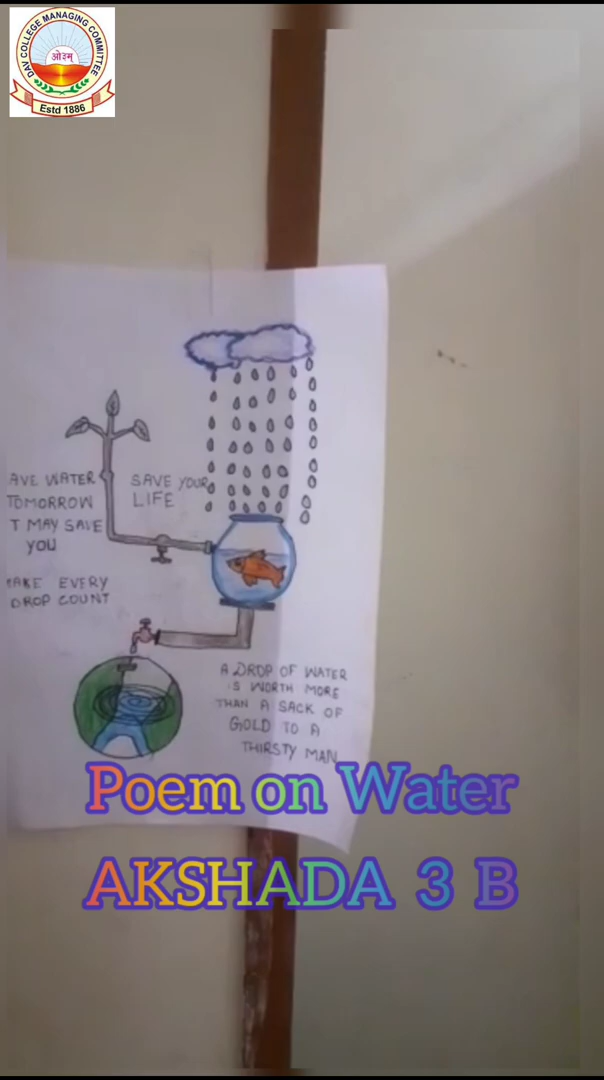 DAV COLLEGE MANAGING COMMITTEE
ओ३म्
Estd 1886
AVE WATER
TOMORROW
T MAY SAVE
YOU
SAVE YOUR
LIFE
AKE EVERY
DROP COUNT
A DROP OF WATER
IS WORTH MORE
THAN A SACK OF
GOLD TO A
THIRSTY MAN
Poem on Water
AKSHADA 3 B